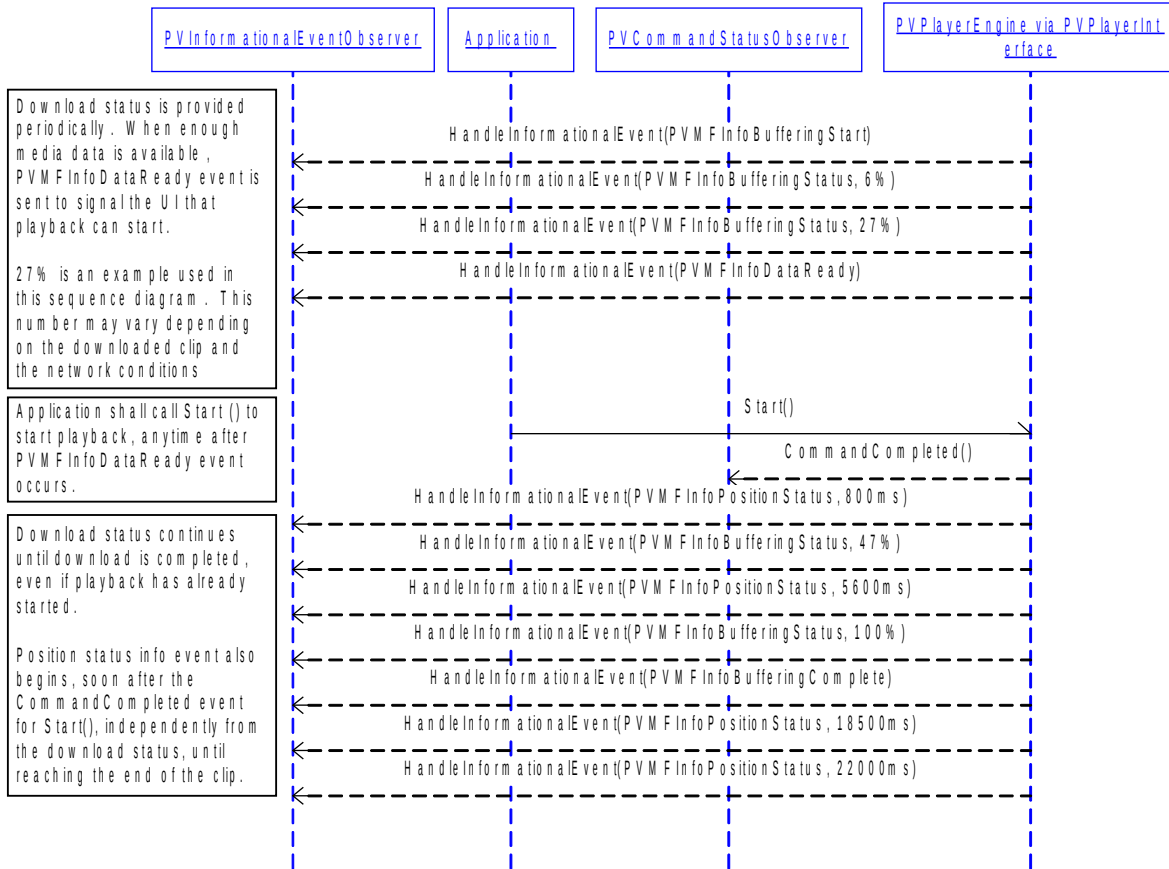 PVInformationalEventObserver
Application
PVCommandStatusObserver
PVPlayerEngine via PVPlayerInt
erface
Download status is provided
periodically. When enough
media data is available,
PVMFInfoDataReady event is
sent to signal the UI that
playback can start.
27% is an example used in
this sequence diagram. This
number may vary depending
on the downloaded clip and
the network conditions
HandleInformationalEvent(PVMFInfoBufferingStart)
HandleInformationalEvent(PVMFInfoBufferingStatus, 6%)
HandleInformationalEvent(PVMFInfoBufferingStatus, 27%)
HandleInformationalEvent(PVMFInfoDataReady)
Application shall call Start () to
start playback, anytime after
PVMFInfoDataReady event
occurs.
Start()
CommandCompleted()
Download status continues
until download is completed,
even if playback has already
started.
Position status info event also
begins, soon after the
CommandCompleted event
for Start(), independently from
the download status, until
reaching the end of the clip.
HandleInformationalEvent(PVMFInfoPositionStatus, 800ms)
HandleInformationalEvent(PVMFInfoBufferingStatus, 47%)
HandleInformationalEvent(PVMFInfoPositionStatus, 5600ms)
HandleInformationalEvent(PVMFInfoBufferingStatus, 100%)
HandleInformationalEvent(PVMFInfoBufferingComplete)
HandleInformationalEvent(PVMFInfoPositionStatus, 18500ms)
HandleInformationalEvent(PVMFInfoPositionStatus, 22000ms)